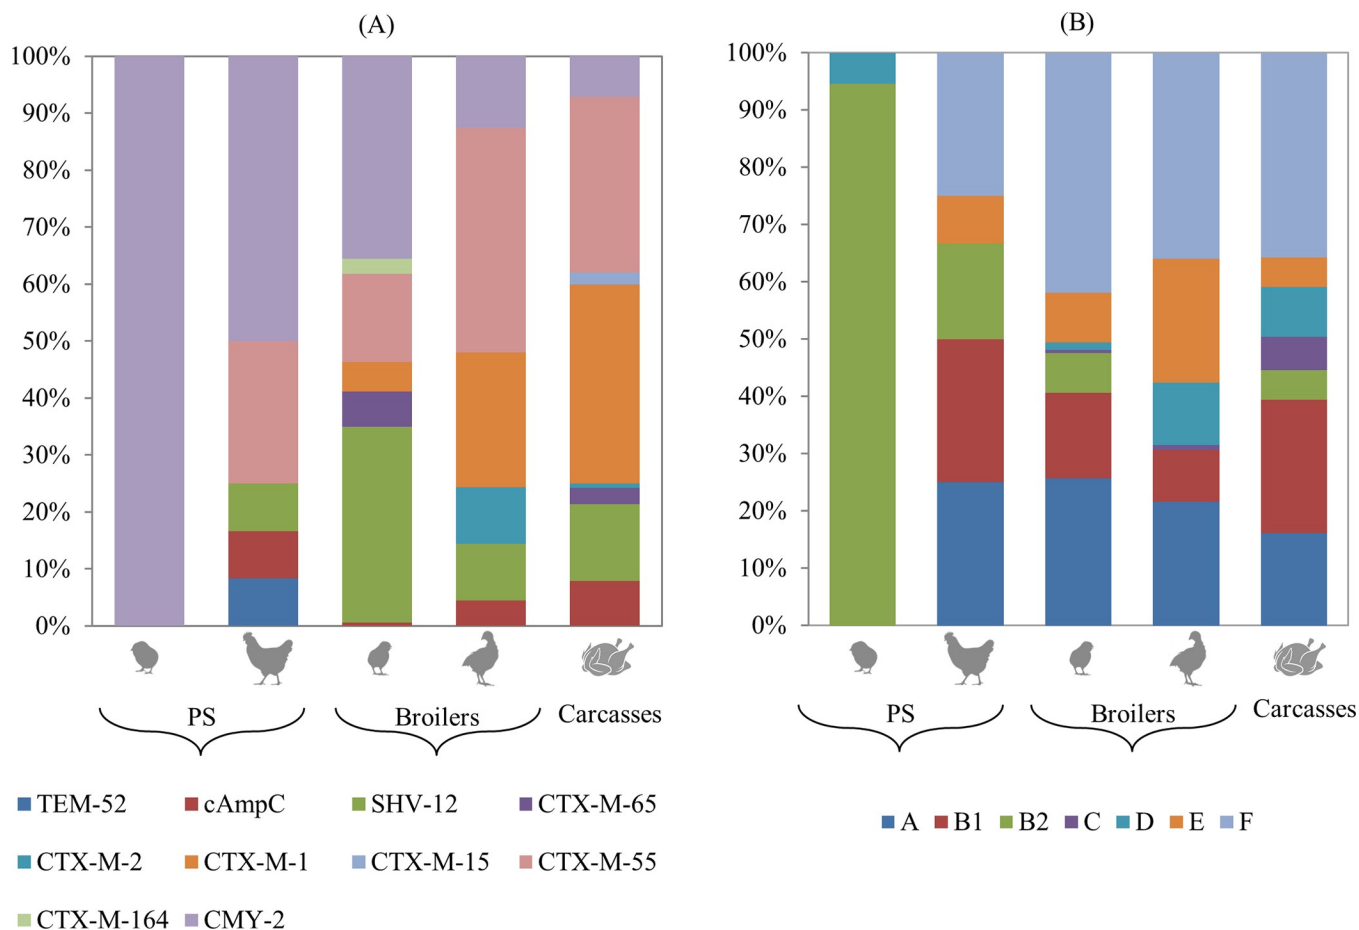 (A)
100%
90%
80%
70%
60%
50%
40%
30%
20%
10%
0%
PS
Broilers
Carcasses
TEM-52 cAmpC SHV-12 CTX-M-65
CTX-M-2 CTX-M-1 CTX-M-15 CTX-M-55
CTX-M-164 CMY-2
(B)
100%
90%
80%
70%
60%
50%
40%
30%
20%
10%
0%
PS
Broilers
Carcasses
A B1 B2 C D E F